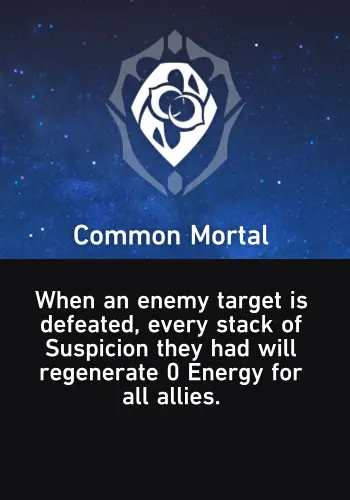 Common Mortal
When an enemy target is
defeated, every stack of
Suspicion they had will
regenerate 0 Energy for
all allies.